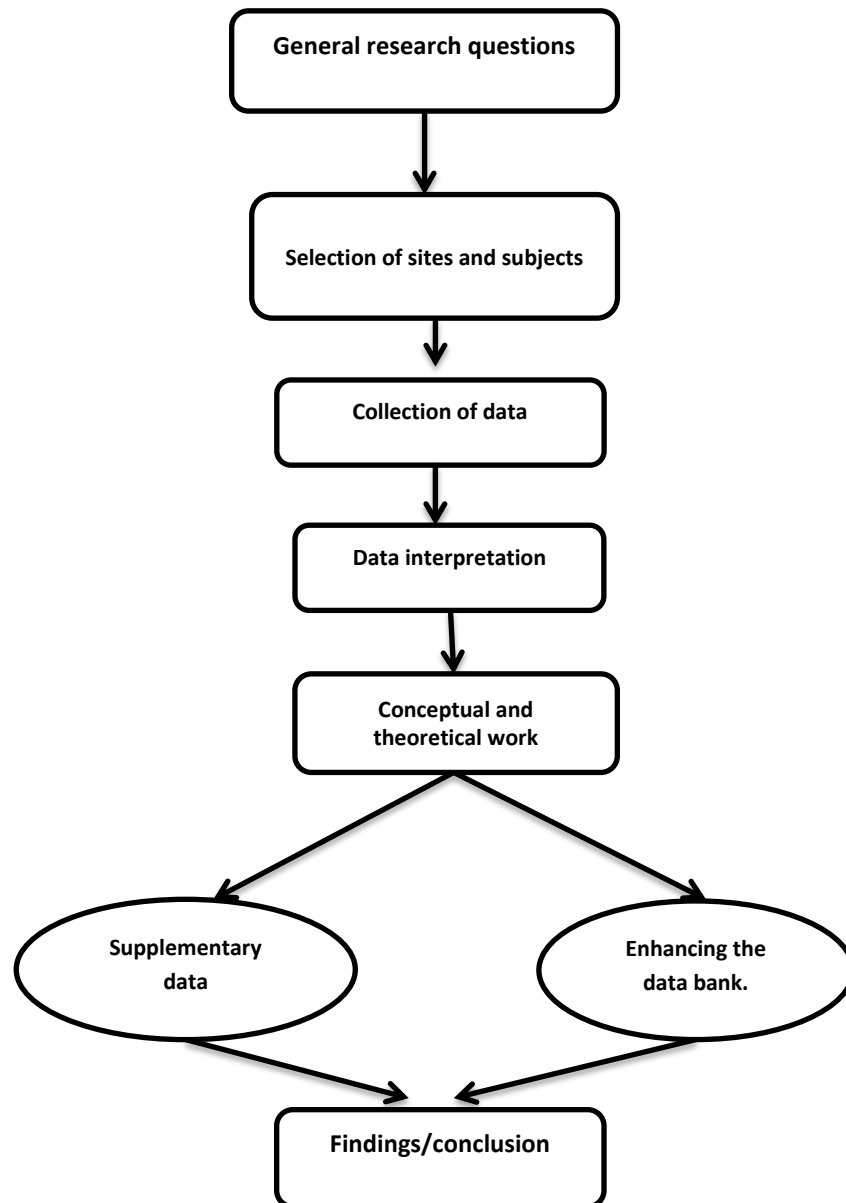 General research questions
Selection of sites and subjects
Collection of data
Data interpretation
Conceptual and
theoretical work
Supplementary
data
Enhancing the
data bank.
Findings/conclusion